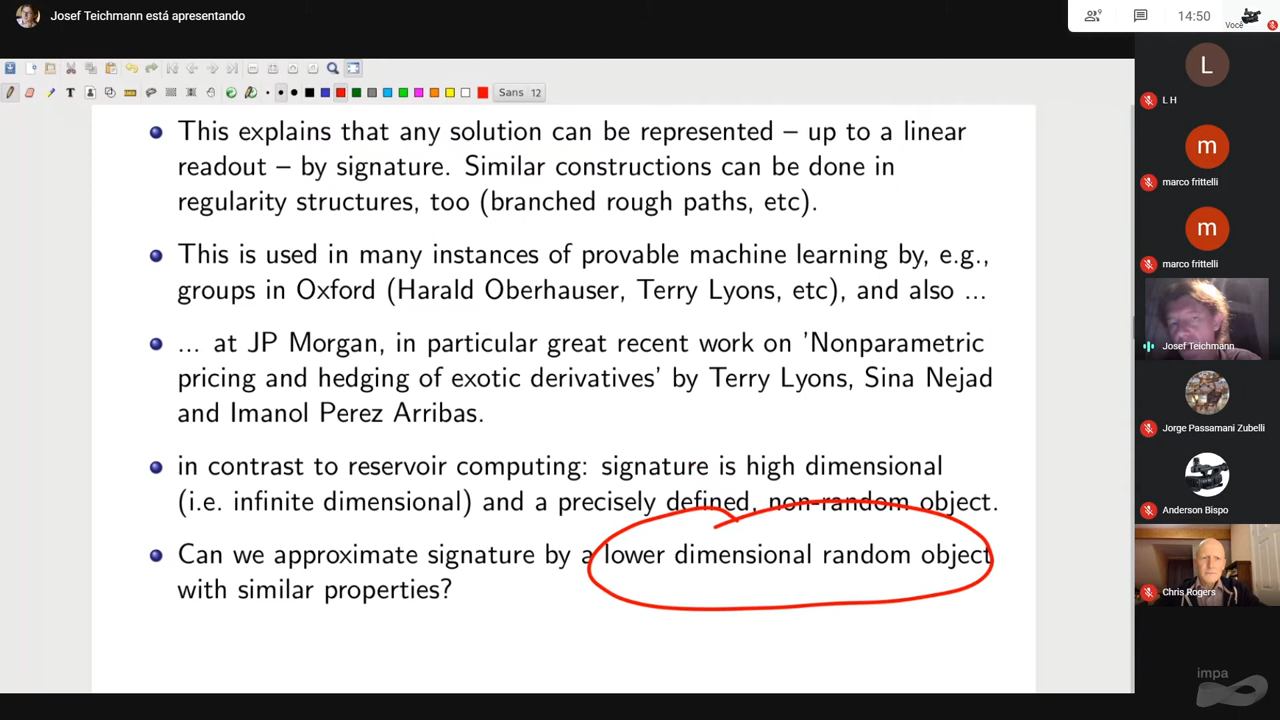 Josef Teichmann está apresentando
9
14:50
Você
Sans 12
This explains that any solution can be represented – up to a linear
readout – by signature. Similar constructions can be done in
regularity structures, too (branched rough paths, etc).
This is used in many instances of provable machine learning by, e.g.,
groups in Oxford (Harald Oberhauser, Terry Lyons, etc), and also ...
... at JP Morgan, in particular great recent work on 'Nonparametric
pricing and hedging of exotic derivatives' by Terry Lyons, Sina Nejad
and Imanol Perez Arribas.
in contrast to reservoir computing: signature is high dimensional
(i.e. infinite dimensional) and a precisely defined, non-random object.
Can we approximate signature by a lower dimensional random object
with similar properties?
L
L H
m
marco frittelli
m
marco frittelli
Josef Teichmann
Jorge Passamani Zubelli
Anderson Bispo
Chris Rogers
impa